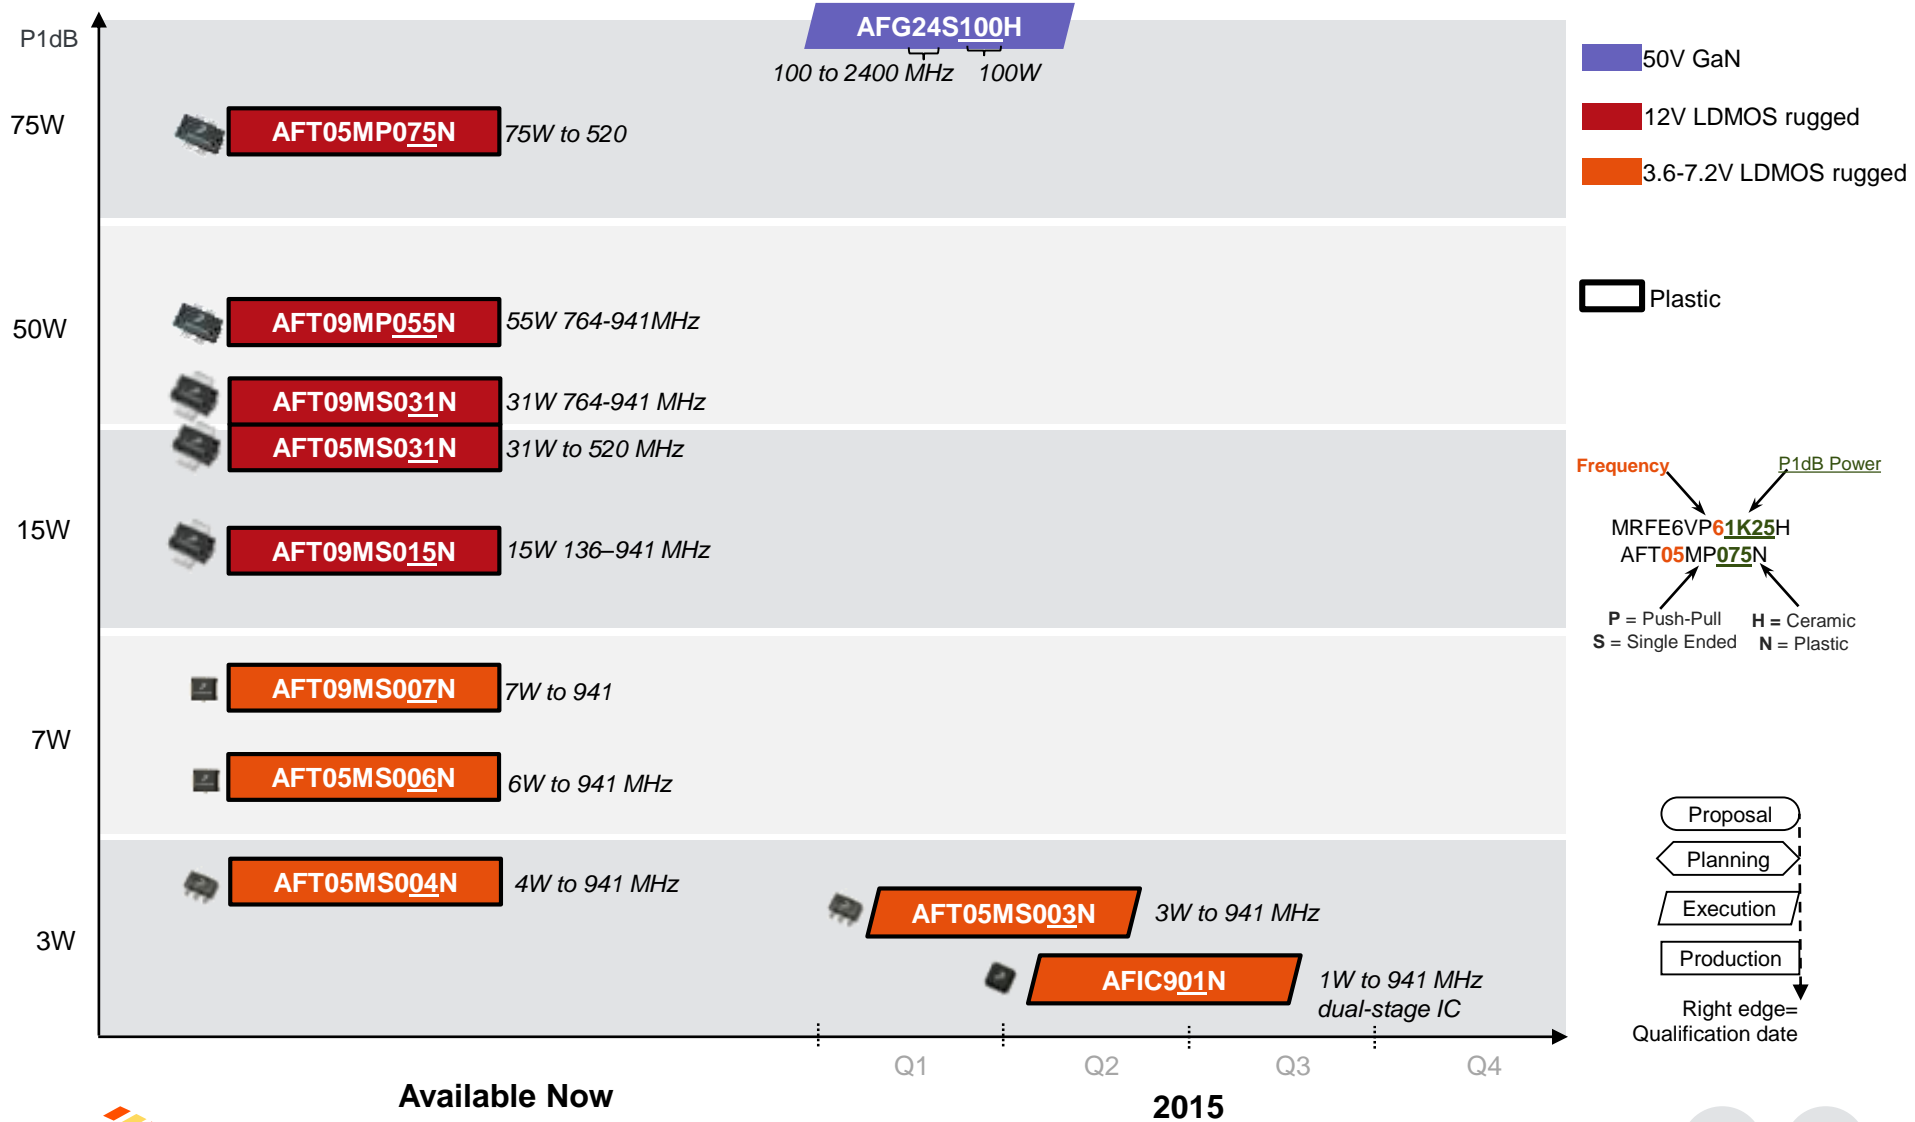 P1dB
AFG24S100H
100 to 2400 MHz 100W
50V GaN
75W
AFT05MP075N
75W to 520
12V LDMOS rugged
3.6-7.2V LDMOS rugged
50W
AFT09MP055N
55W 764-941MHz
Plastic
AFT09MS031N
31W 764-941 MHz
AFT05MS031N
31W to 520 MHz
15W
AFT09MS015N
15W 136–941 MHz
Frequency
P1dB Power
MRFE6VP61K25H
AFT05MP075N
P = Push-Pull
S = Single Ended
H = Ceramic
N = Plastic
7W
AFT09MS007N
7W to 941
AFT05MS006N
6W to 941 MHz
3W
AFT05MS004N
4W to 941 MHz
AFT05MS003N
3W to 941 MHz
AFIC901N
1W to 941 MHz
dual-stage IC
Proposal
Planning
Execution
Production
Right edge=
Qualification date
Q1
Q2
Q3
Q4
Available Now
2015